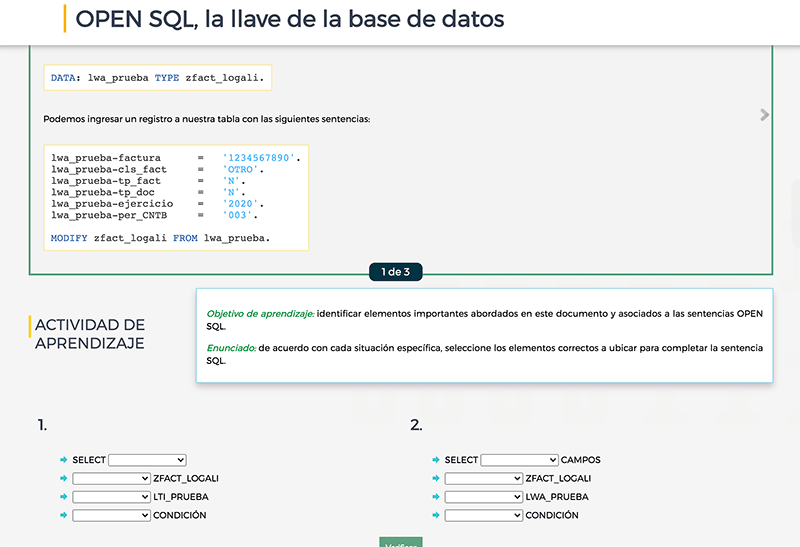 OPEN SQL, la llave de la base de datos
DATA: lwa_prueba TYPE zfact_logali.
Podemos ingresar un registro a nuestra tabla con las siguientes sentencias:
lwa_prueba-factura = '1234567890'.
lwa_prueba-cls_fact = 'OTRO'.
lwa_prueba-tp_fact = 'N'.
lwa_prueba-tp_doc = 'N'.
lwa_prueba-ejercicio = '2020'.
lwa_prueba-per_CNTB = '003'.
MODIFY zfact_logali FROM lwa_prueba.
1 de 3
ACTIVIDAD DE
APRENDIZAJE
Objetivo de aprendizaje: identificar elementos importantes abordados en este documento y asociados a las sentencias OPEN
SQL.
Enunciado: de acuerdo con cada situación específica, seleccione los elementos correctos a ubicar para completar la sentencia
SQL.
1.
SELECT
ZFACT_LOGALI
LTI_PRUEBA
CONDICIÓN
2.
SELECT CAMPOS
ZFACT_LOGALI
LWA_PRUEBA
CONDICIÓN